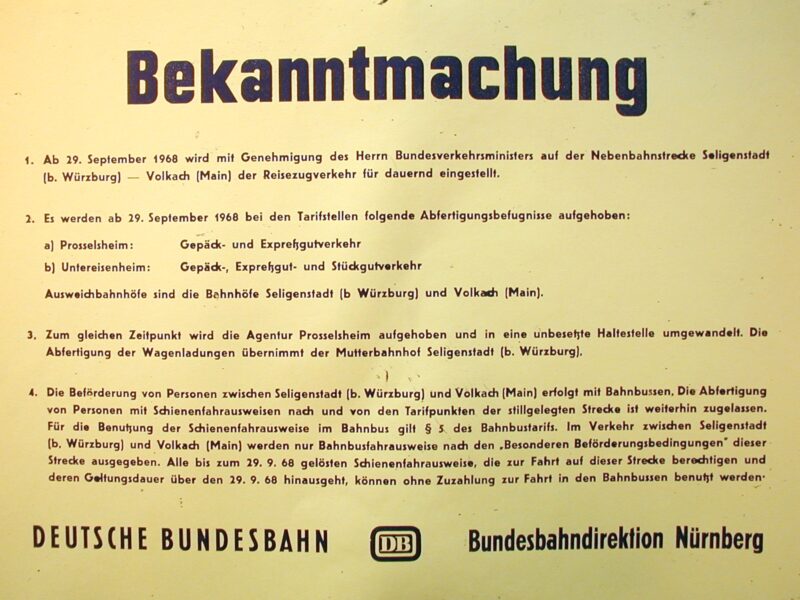 Bekanntmachung
1. Ab 29. September 1968 wird mit Genehmigung des Herrn Bundesverkehrsministers auf der Nebenbahnstrecke Seligenstadt
(b. Würzburg) — Volkach (Main) der Reisezugverkehr für dauernd eingestellt.
2. Es werden ab 29. September 1968 bei den Tarifstellen folgende Abfertigungsbefugnisse aufgehoben:
a) Prosselsheim: Gepäck- und Expreßgutverkehr
b) Untereisenheim: Gepäck-, Expreßgut- und Stückgutverkehr
Ausweichbahnhöfe sind die Bahnhöfe Seligenstadt (b Würzburg) und Volkach (Main).
3. Zum gleichen Zeitpunkt wird die Agentur Prosselsheim aufgehoben und in eine unbesetzte Haltestelle umgewandelt. Die
Abfertigung der Wagenladungen übernimmt der Mutterbahnhof Seligenstadt (b. Würzburg).
4. Die Beförderung von Personen zwischen Seligenstadt (b. Würzburg) und Volkach (Main) erfolgt mit Bahnbussen. Die Abfertigung
von Personen mit Schienenfahrausweisen nach und von den Tarifpunkten der stillgelegten Strecke ist weiterhin zugelassen.
Für die Benutzung der Schienenfahrausweise im Bahnbus gilt § 5 des Bahnbustarifs. Im Verkehr zwischen Seligenstadt
(b. Würzburg) und Volkach (Main) werden nur Bahnbusfahrausweise nach den „Besonderen Beförderungsbedingungen" dieser
Strecke ausgegeben. Alle bis zum 29. 9. 68 gelösten Schienenfahrausweise, die zur Fahrt auf dieser Strecke berechtigen und
deren Geltungsdauer über den 29. 9. 68 hinausgeht, können ohne Zuzahlung zur Fahrt in den Bahnbussen benutzt werden.
DEUTSCHE BUNDESBAHN DB Bundesbahndirektion Nürnberg